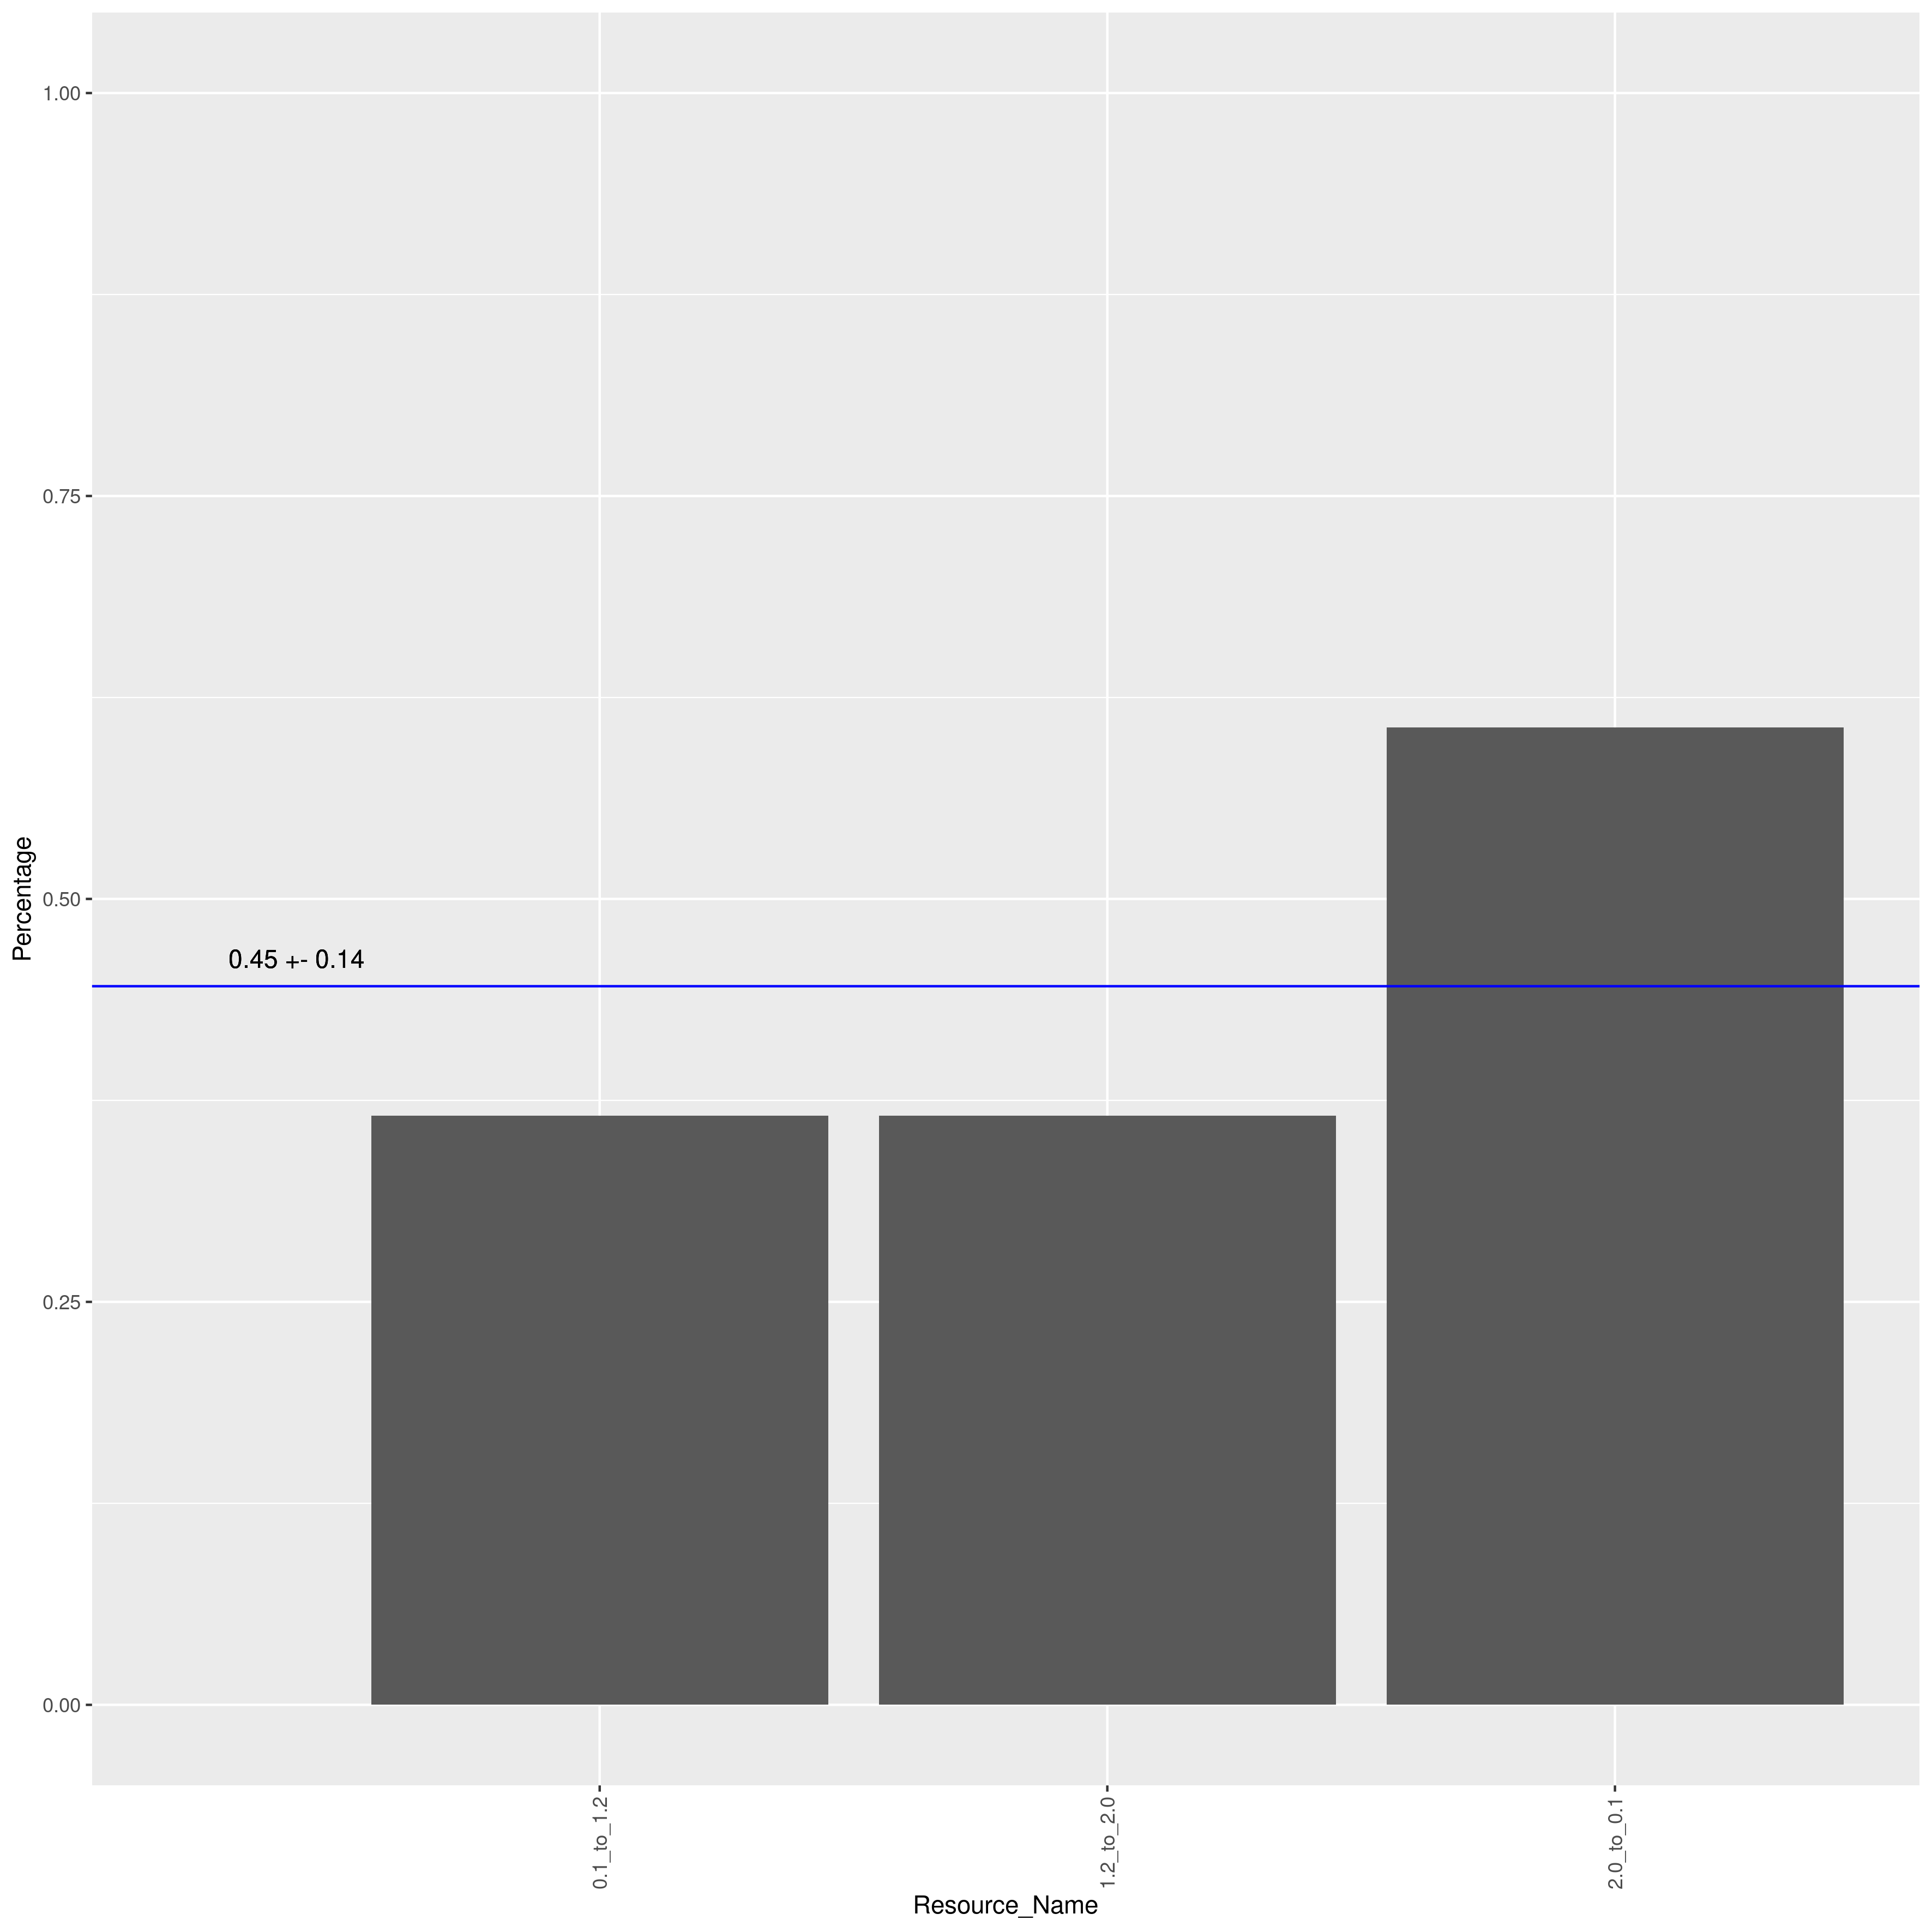 1.00
0.75
0.50
0.25
0.00
Percentage
0.45 +- 0.14
0.1_to_1.2
1.2_to_2.0
2.0_to_0.1
Resource_Name